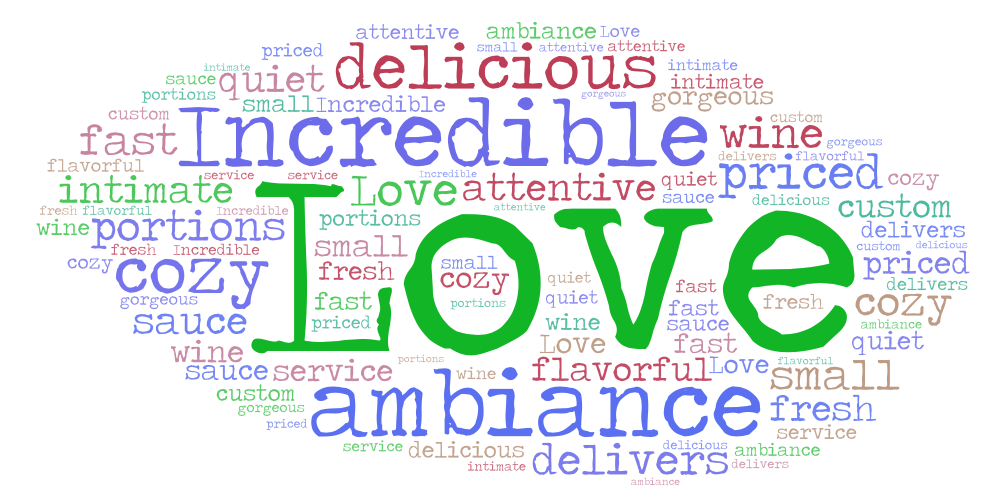 attentive ambiance Love
priced delicious small attentive attentive
intimate sauce quiet intimate intimate
portions small Incredible gorgeous gorgeous
custom Incredible custom
fast wine gorgeous
flavorful delivers flavorful
service service Incredible priced cozy
intimate Love attentive quiet sauce delicious
fresh flavorful Incredible attentive custom
wine portions portions delivers
fresh Incredible small custom delicious
cozy cozy fresh small cozy quiet fast priced
gorgeous fast portions quiet fresh cozy delivers
Love
sauce priced wine fast sauce ambiance
wine Love fast quiet
sauce service portions wine flavorful Love flavorful small
custom ambiance fresh
gorgeous priced service
service delicious delicious ambiance
intimate delivers delivers
ambiance